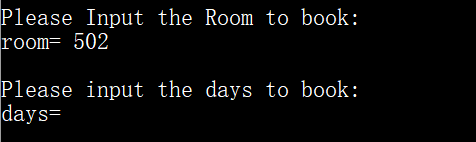 Please Input the Room to book:
room= 502
Please input the days to book:
days=